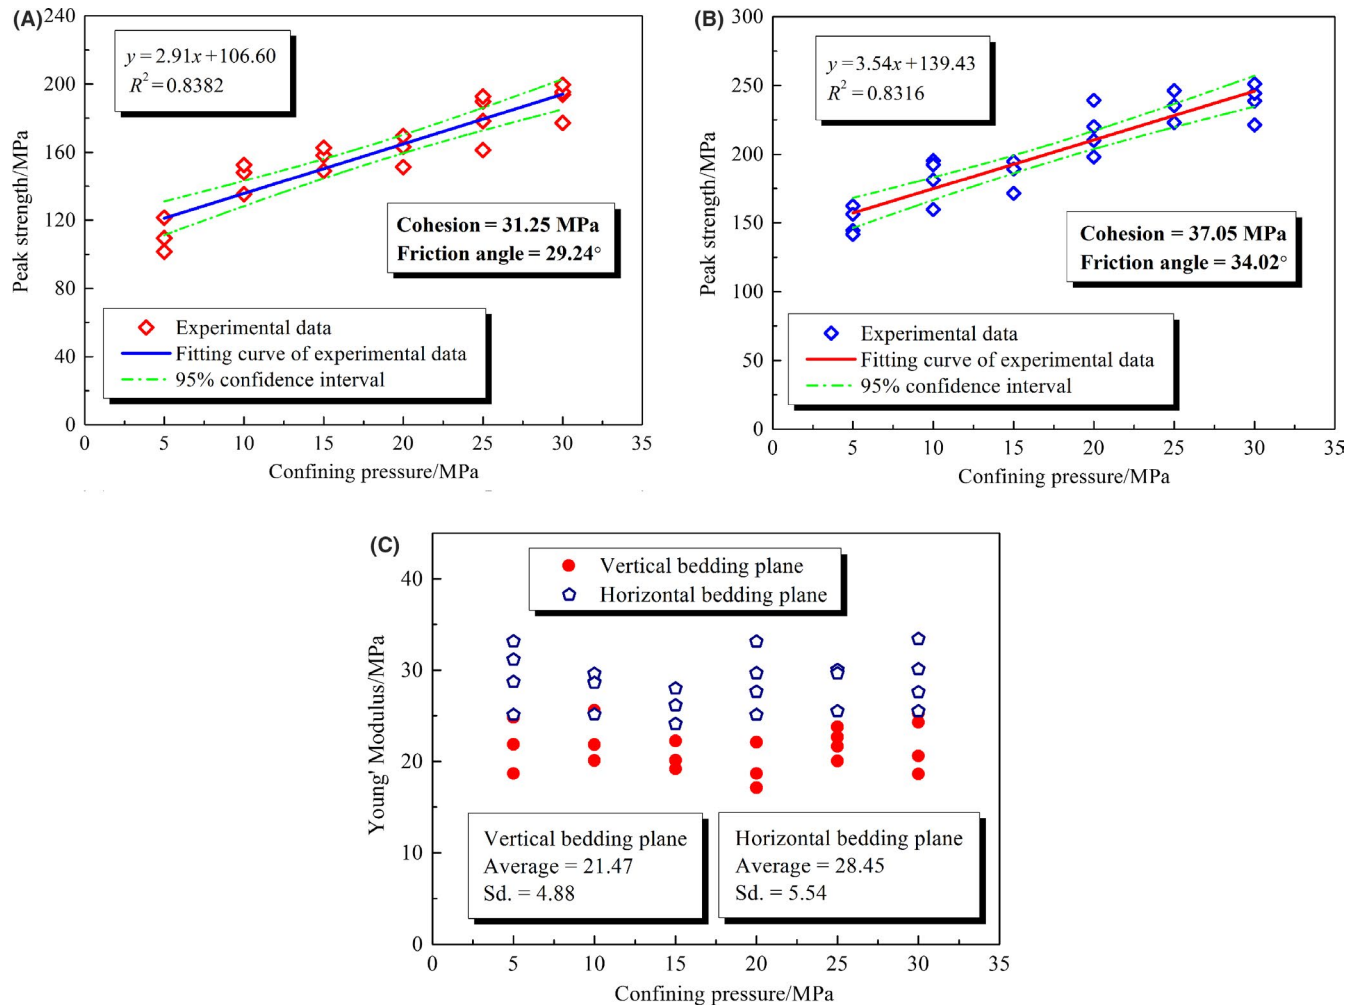 (A)
240
200
160
120
80
40
0
Peak strength/MPa
y = 2.91x + 106.60
R² = 0.8382
Cohesion = 31.25 MPa
Friction angle = 29.24°
Experimental data
Fitting curve of experimental data
95% confidence interval
0 5 10 15 20 25 30 35
Confining pressure/MPa
(B)
300
250
200
150
100
50
0
Peak strength/MPa
y = 3.54x + 139.43
R² = 0.8316
Cohesion = 37.05 MPa
Friction angle = 34.02°
Experimental data
Fitting curve of experimental data
95% confidence interval
0 5 10 15 20 25 30 35
Confining pressure/MPa
(C)
40
30
20
10
0
Young' Modulus/MPa
Vertical bedding plane
Horizontal bedding plane
Vertical bedding plane
Average = 21.47
Sd. = 4.88
Horizontal bedding plane
Average = 28.45
Sd. = 5.54
0 5 10 15 20 25 30 35
Confining pressure/MPa